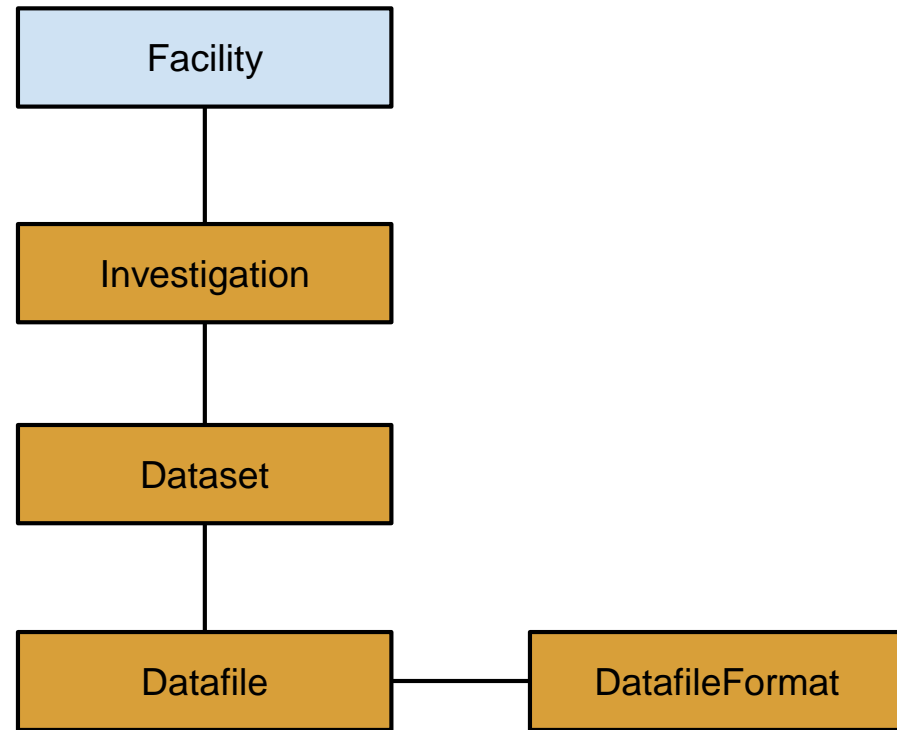 Facility
Investigation
Dataset
Datafile
DatafileFormat